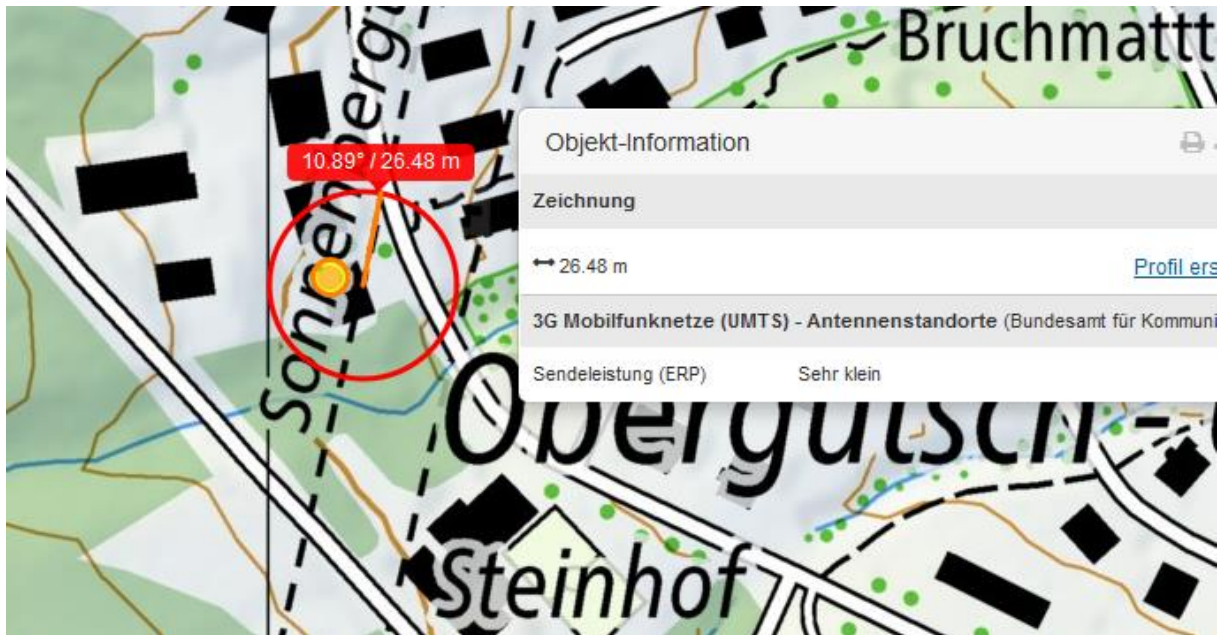 Bruchmattt
Objekt-Information
10.89° / 26.48 m
Zeichnung
26.48 m
Profil ers
3G Mobilfunknetze (UMTS) - Antennenstandorte (Bundesamt für Kommuni
Sendeleistung (ERP) Sehr klein
Sonnenberg
Obergütsch -
Steinhof